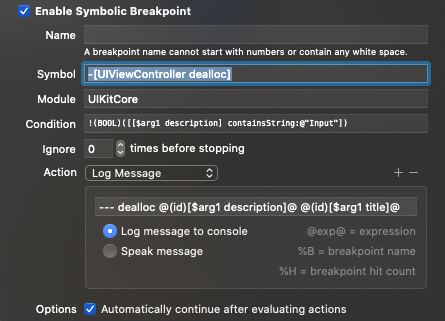 Enable Symbolic Breakpoint
Name
A breakpoint name cannot start with numbers or contain any white space.
Symbol -[UIViewController dealloc]
Module UIKitCore
Condition !(BOOL)([[$arg1 description] containsString:@"Input"])
Ignore 0 times before stopping
Action Log Message + −
--- dealloc @(id)[$arg1 description]@ @(id)[$arg1 title]@
Log message to console @exp@ = expression
Speak message %B = breakpoint name
%H = breakpoint hit count
Options Automatically continue after evaluating actions